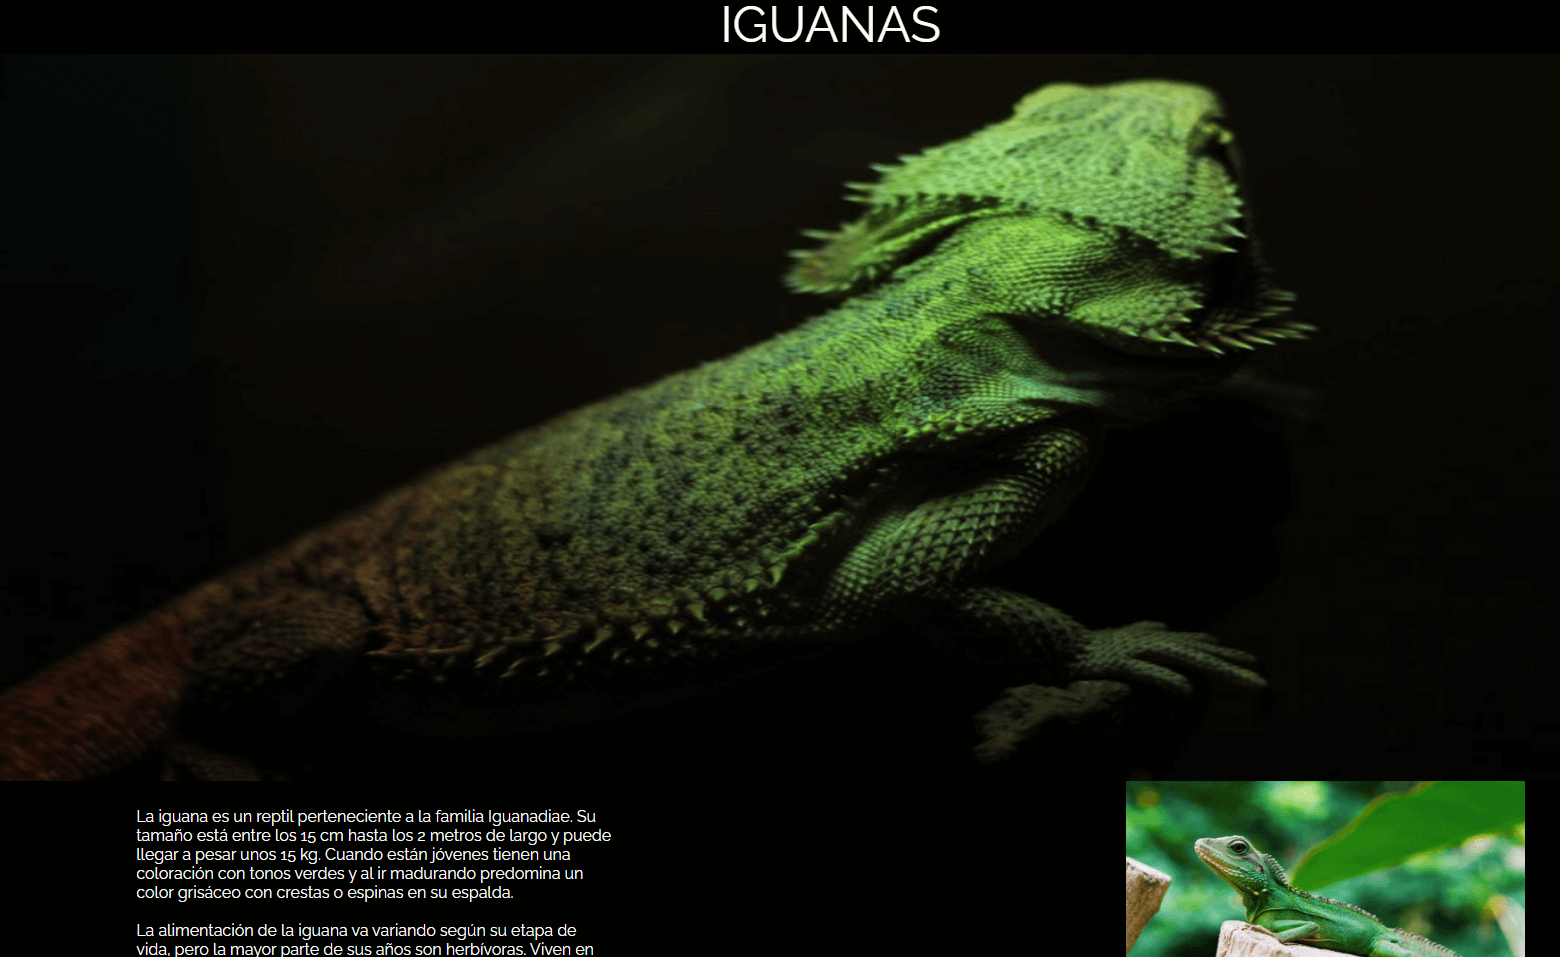 IGUANAS
La iguana es un reptil perteneciente a la familia Iguanadiae. Su
tamaño está entre los 15 cm hasta los 2 metros de largo y puede
llegar a pesar unos 15 kg. Cuando están jóvenes tienen una
coloración con tonos verdes y al ir madurando predomina un
color grisáceo con crestas o espinas en su espalda.
La alimentación de la iguana va variando según su etapa de
vida, pero la mayor parte de sus años son herbívoras. Viven en